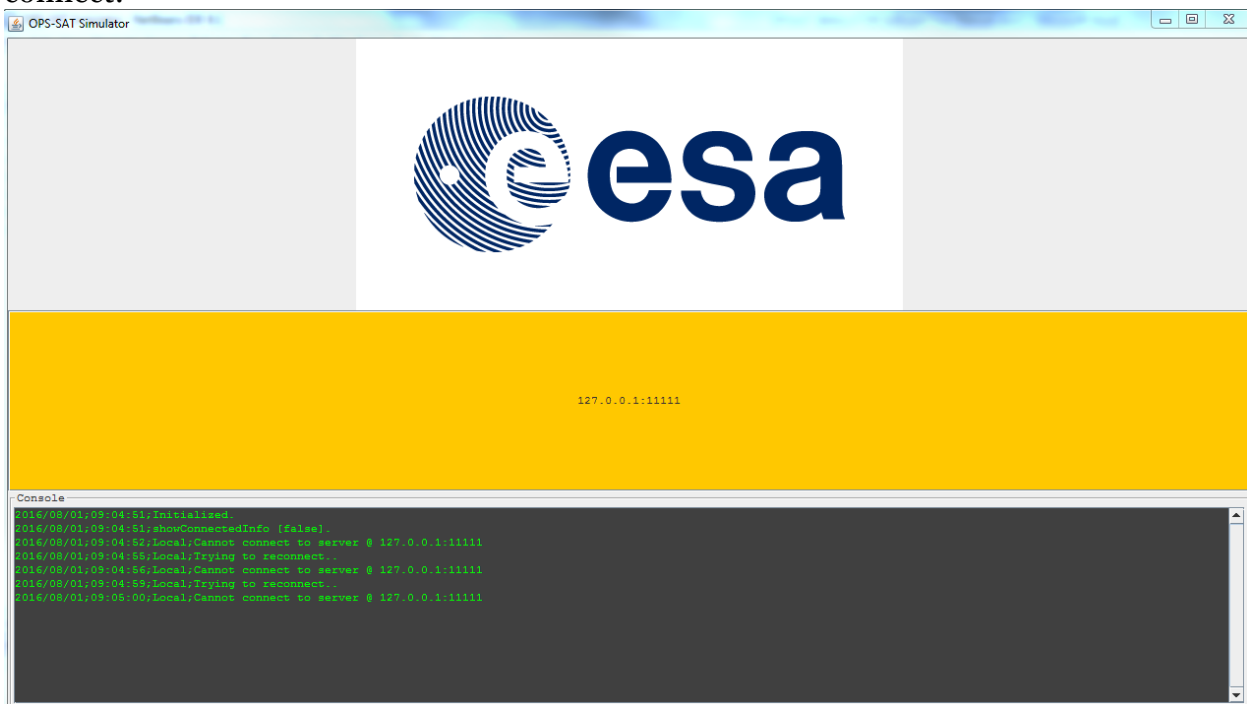 connect.
OPS-SAT Simulator
esa
127.0.0.1:11111
Console
2016/08/01;09:04:51;Initialized.
2016/08/01;09:04:51;showConnectedInfo [false].
2016/08/01;09:04:52;Local;Cannot connect to server @ 127.0.0.1:11111
2016/08/01;09:04:55;Local;Trying to reconnect..
2016/08/01;09:04:56;Local;Cannot connect to server @ 127.0.0.1:11111
2016/08/01;09:04:59;Local;Trying to reconnect..
2016/08/01;09:05:00;Local;Cannot connect to server @ 127.0.0.1:11111